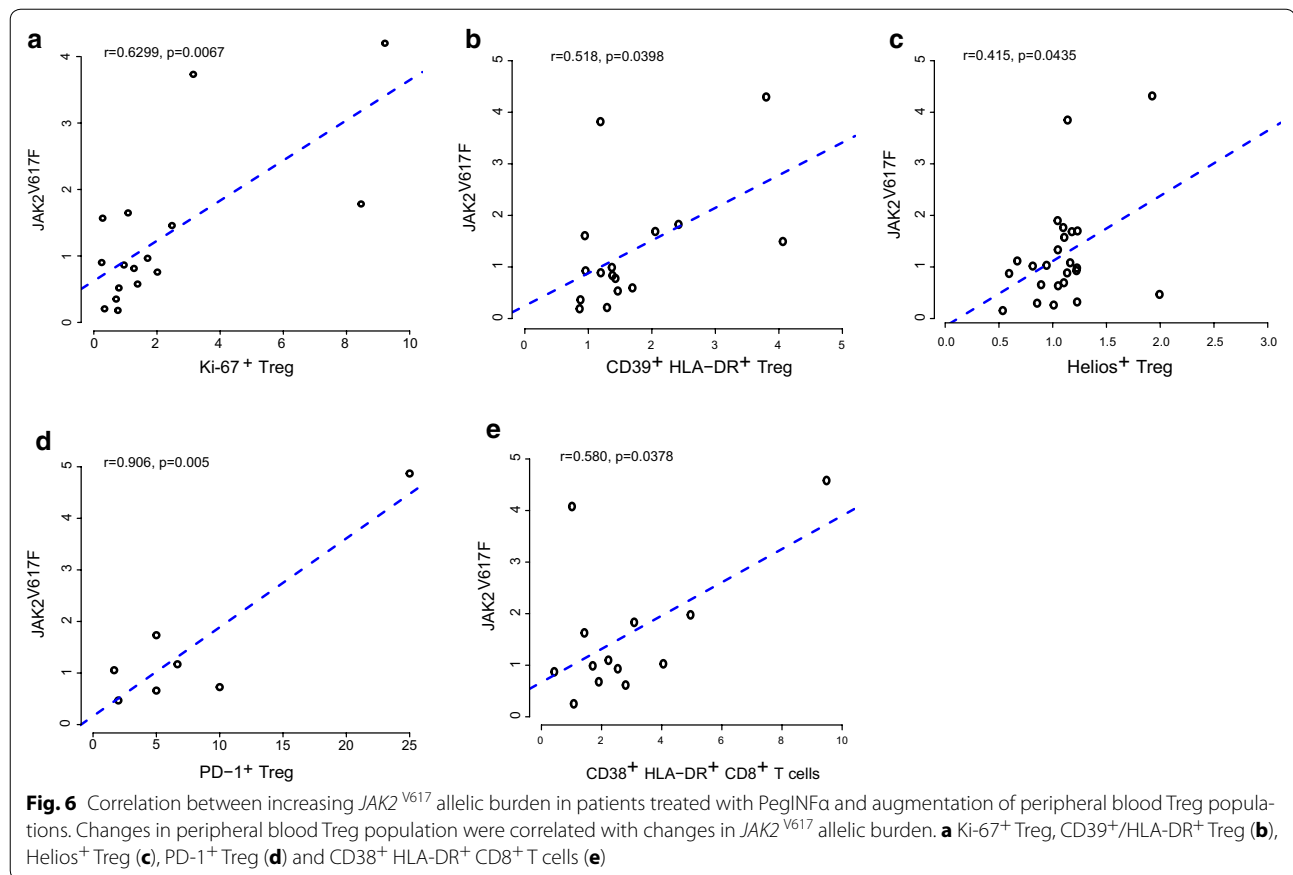 a
r=0.6299, p=0.0067
JAK2V617F
4
3
2
1
0
0 2 4 6 8 10
Ki-67+ Treg
b
r=0.518, p=0.0398
JAK2V617F
5
4
3
2
1
0
0 1 2 3 4 5
CD39+ HLA−DR+ Treg
c
r=0.415, p=0.0435
JAK2V617F
5
4
3
2
1
0
0.0 0.5 1.0 1.5 2.0 2.5 3.0
Helios+ Treg
d
r=0.906, p=0.005
JAK2V617F
5
4
3
2
1
0
0 5 10 15 20 25
PD−1+ Treg
e
r=0.580, p=0.0378
JAK2V617F
5
4
3
2
1
0
0 2 4 6 8 10
CD38+ HLA−DR+ CD8+ T cells
Fig. 6 Correlation between increasing JAK2 V617 allelic burden in patients treated with PegINFα and augmentation of peripheral blood Treg popula-
tions. Changes in peripheral blood Treg population were correlated with changes in JAK2 V617 allelic burden. a Ki-67+ Treg, CD39+/HLA-DR+ Treg (b),
Helios+ Treg (c), PD-1+ Treg (d) and CD38+ HLA-DR+ CD8+ T cells (e)